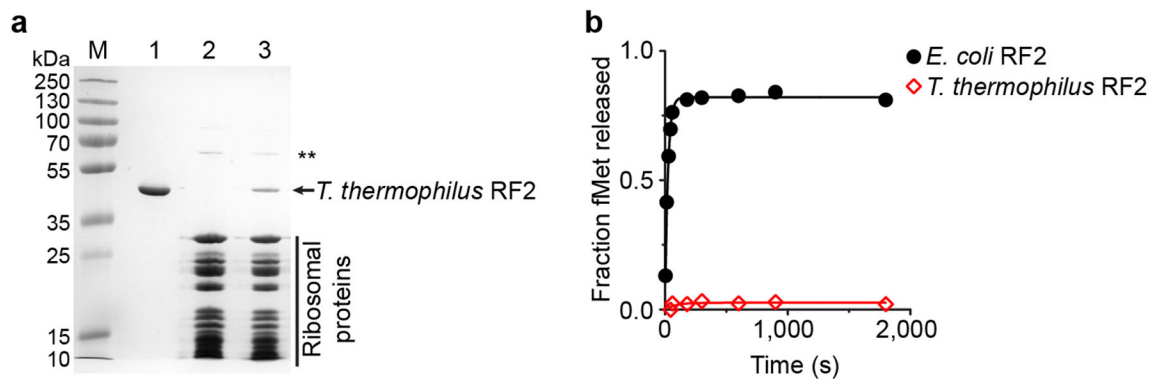 a
kDa M 1 2 3
250
130
100
70
55
35
25
15
10
**
T. thermophilus RF2
Ribosomal
proteins
b
Fraction fMet released
1.0
0.5
0.0
0 1,000 2,000
Time (s)
E. coli RF2
T. thermophilus RF2